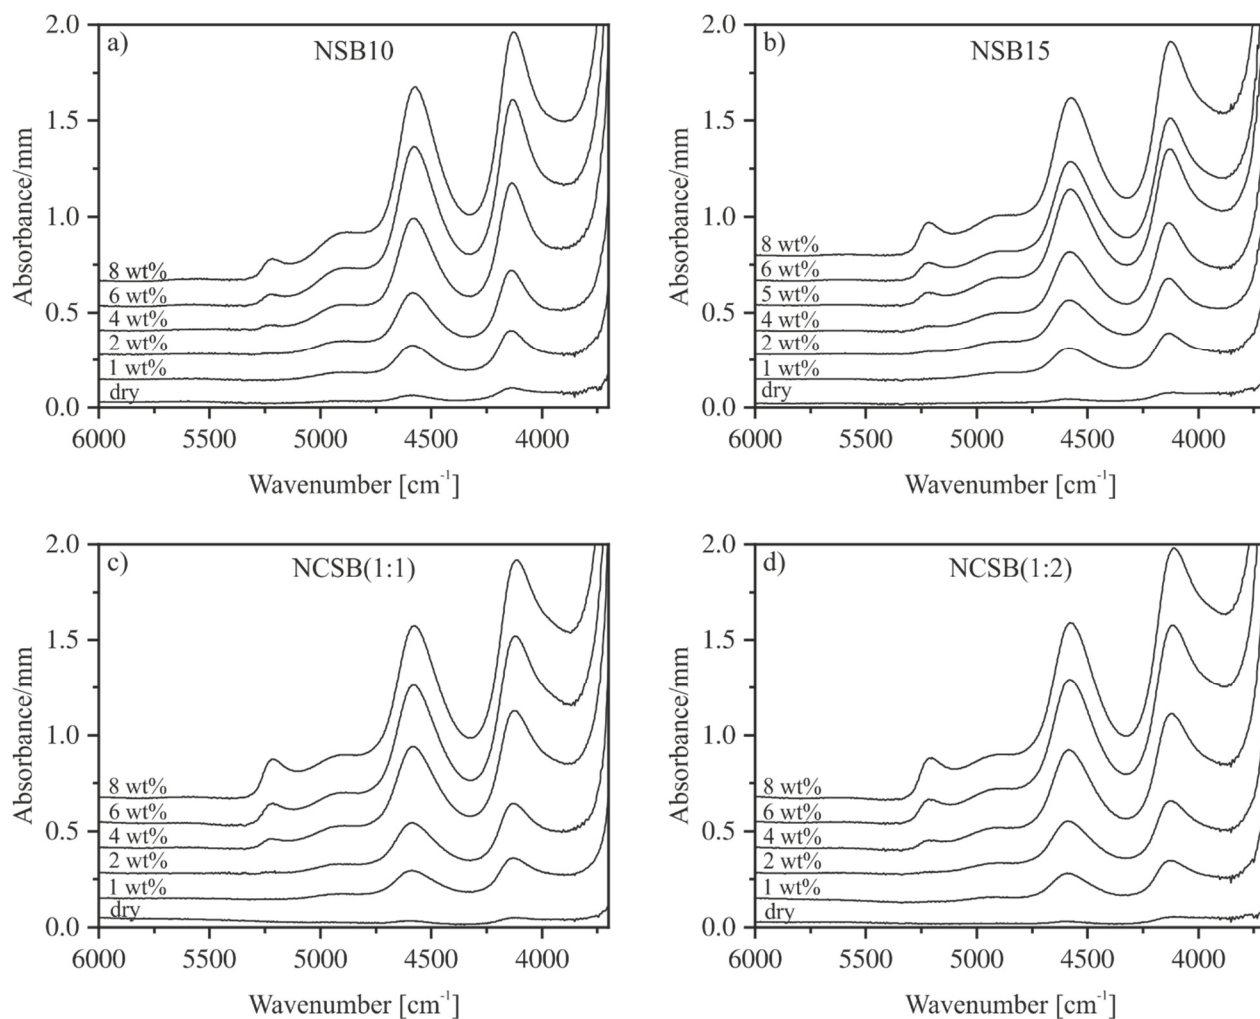 a)
NSB10
2.0
1.5
1.0
0.5
0.0
Absorbance/mm
8 wt%
6 wt%
4 wt%
2 wt%
1 wt%
dry
6000 5500 5000 4500 4000
Wavenumber [cm⁻¹]
b)
NSB15
2.0
1.5
1.0
0.5
0.0
Absorbance/mm
8 wt%
6 wt%
5 wt%
4 wt%
2 wt%
1 wt%
dry
6000 5500 5000 4500 4000
Wavenumber [cm⁻¹]
c)
NCSB(1:1)
2.0
1.5
1.0
0.5
0.0
Absorbance/mm
8 wt%
6 wt%
4 wt%
2 wt%
1 wt%
dry
6000 5500 5000 4500 4000
Wavenumber [cm⁻¹]
d)
NCSB(1:2)
2.0
1.5
1.0
0.5
0.0
Absorbance/mm
8 wt%
6 wt%
4 wt%
2 wt%
1 wt%
dry
6000 5500 5000 4500 4000
Wavenumber [cm⁻¹]